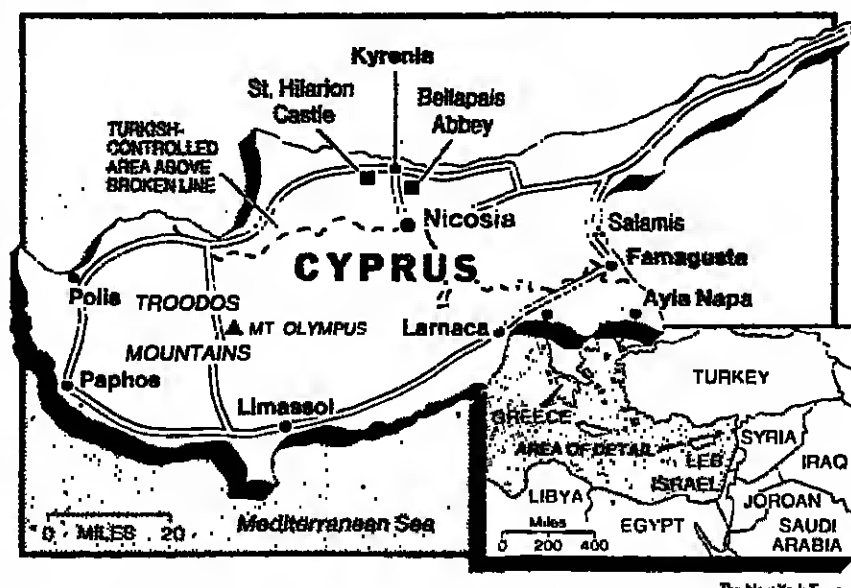 Kyrenia
St. Hilarion
Castle
Bellapais
Abbey
TURKISH-
CONTROLLED
AREA ABOVE
BROKEN LINE
Nicosia
Salamis
CYPRUS
Famagusta
Polis
TROODOS
MT OLYMPUS
MOUNTAINS
Larnaca
Ayia Napa
Paphos
Limassol
0 MILES 20
Mediterranean Sea
TURKEY
GREECE
AREA OF DETAIL
SYRIA
LEB
IRAQ
ISRAEL
LIBYA
JORDAN
Miles
0 200 400
EGYPT
SAUDI
ARABIA